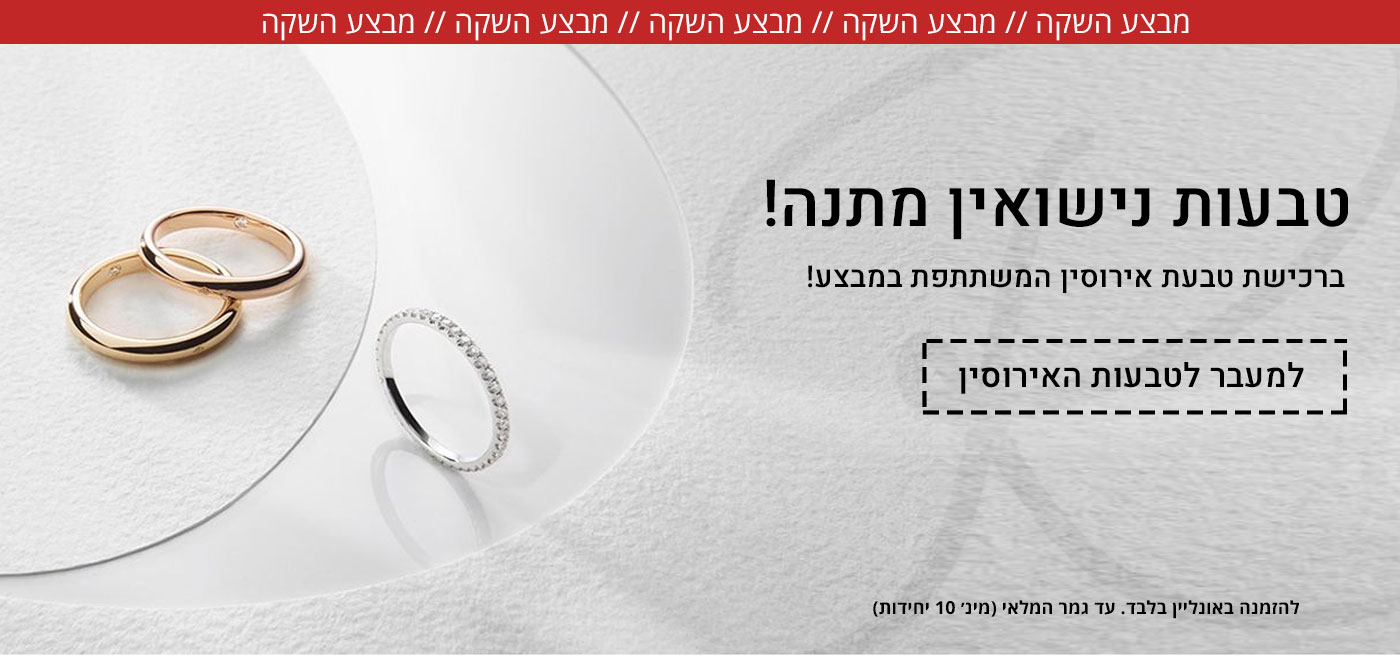 מבצע השקה // מבצע השקה // מבצע השקה // מבצע השקה // מבצע השקה
טבעות נישואין מתנה!
ברכישת טבעת אירוסין המשתתפת במבצע!
למעבר לטבעות האירוסין
להזמנה באונליין בלבד. עד גמר המלאי (מינ׳ 10 יחידות)